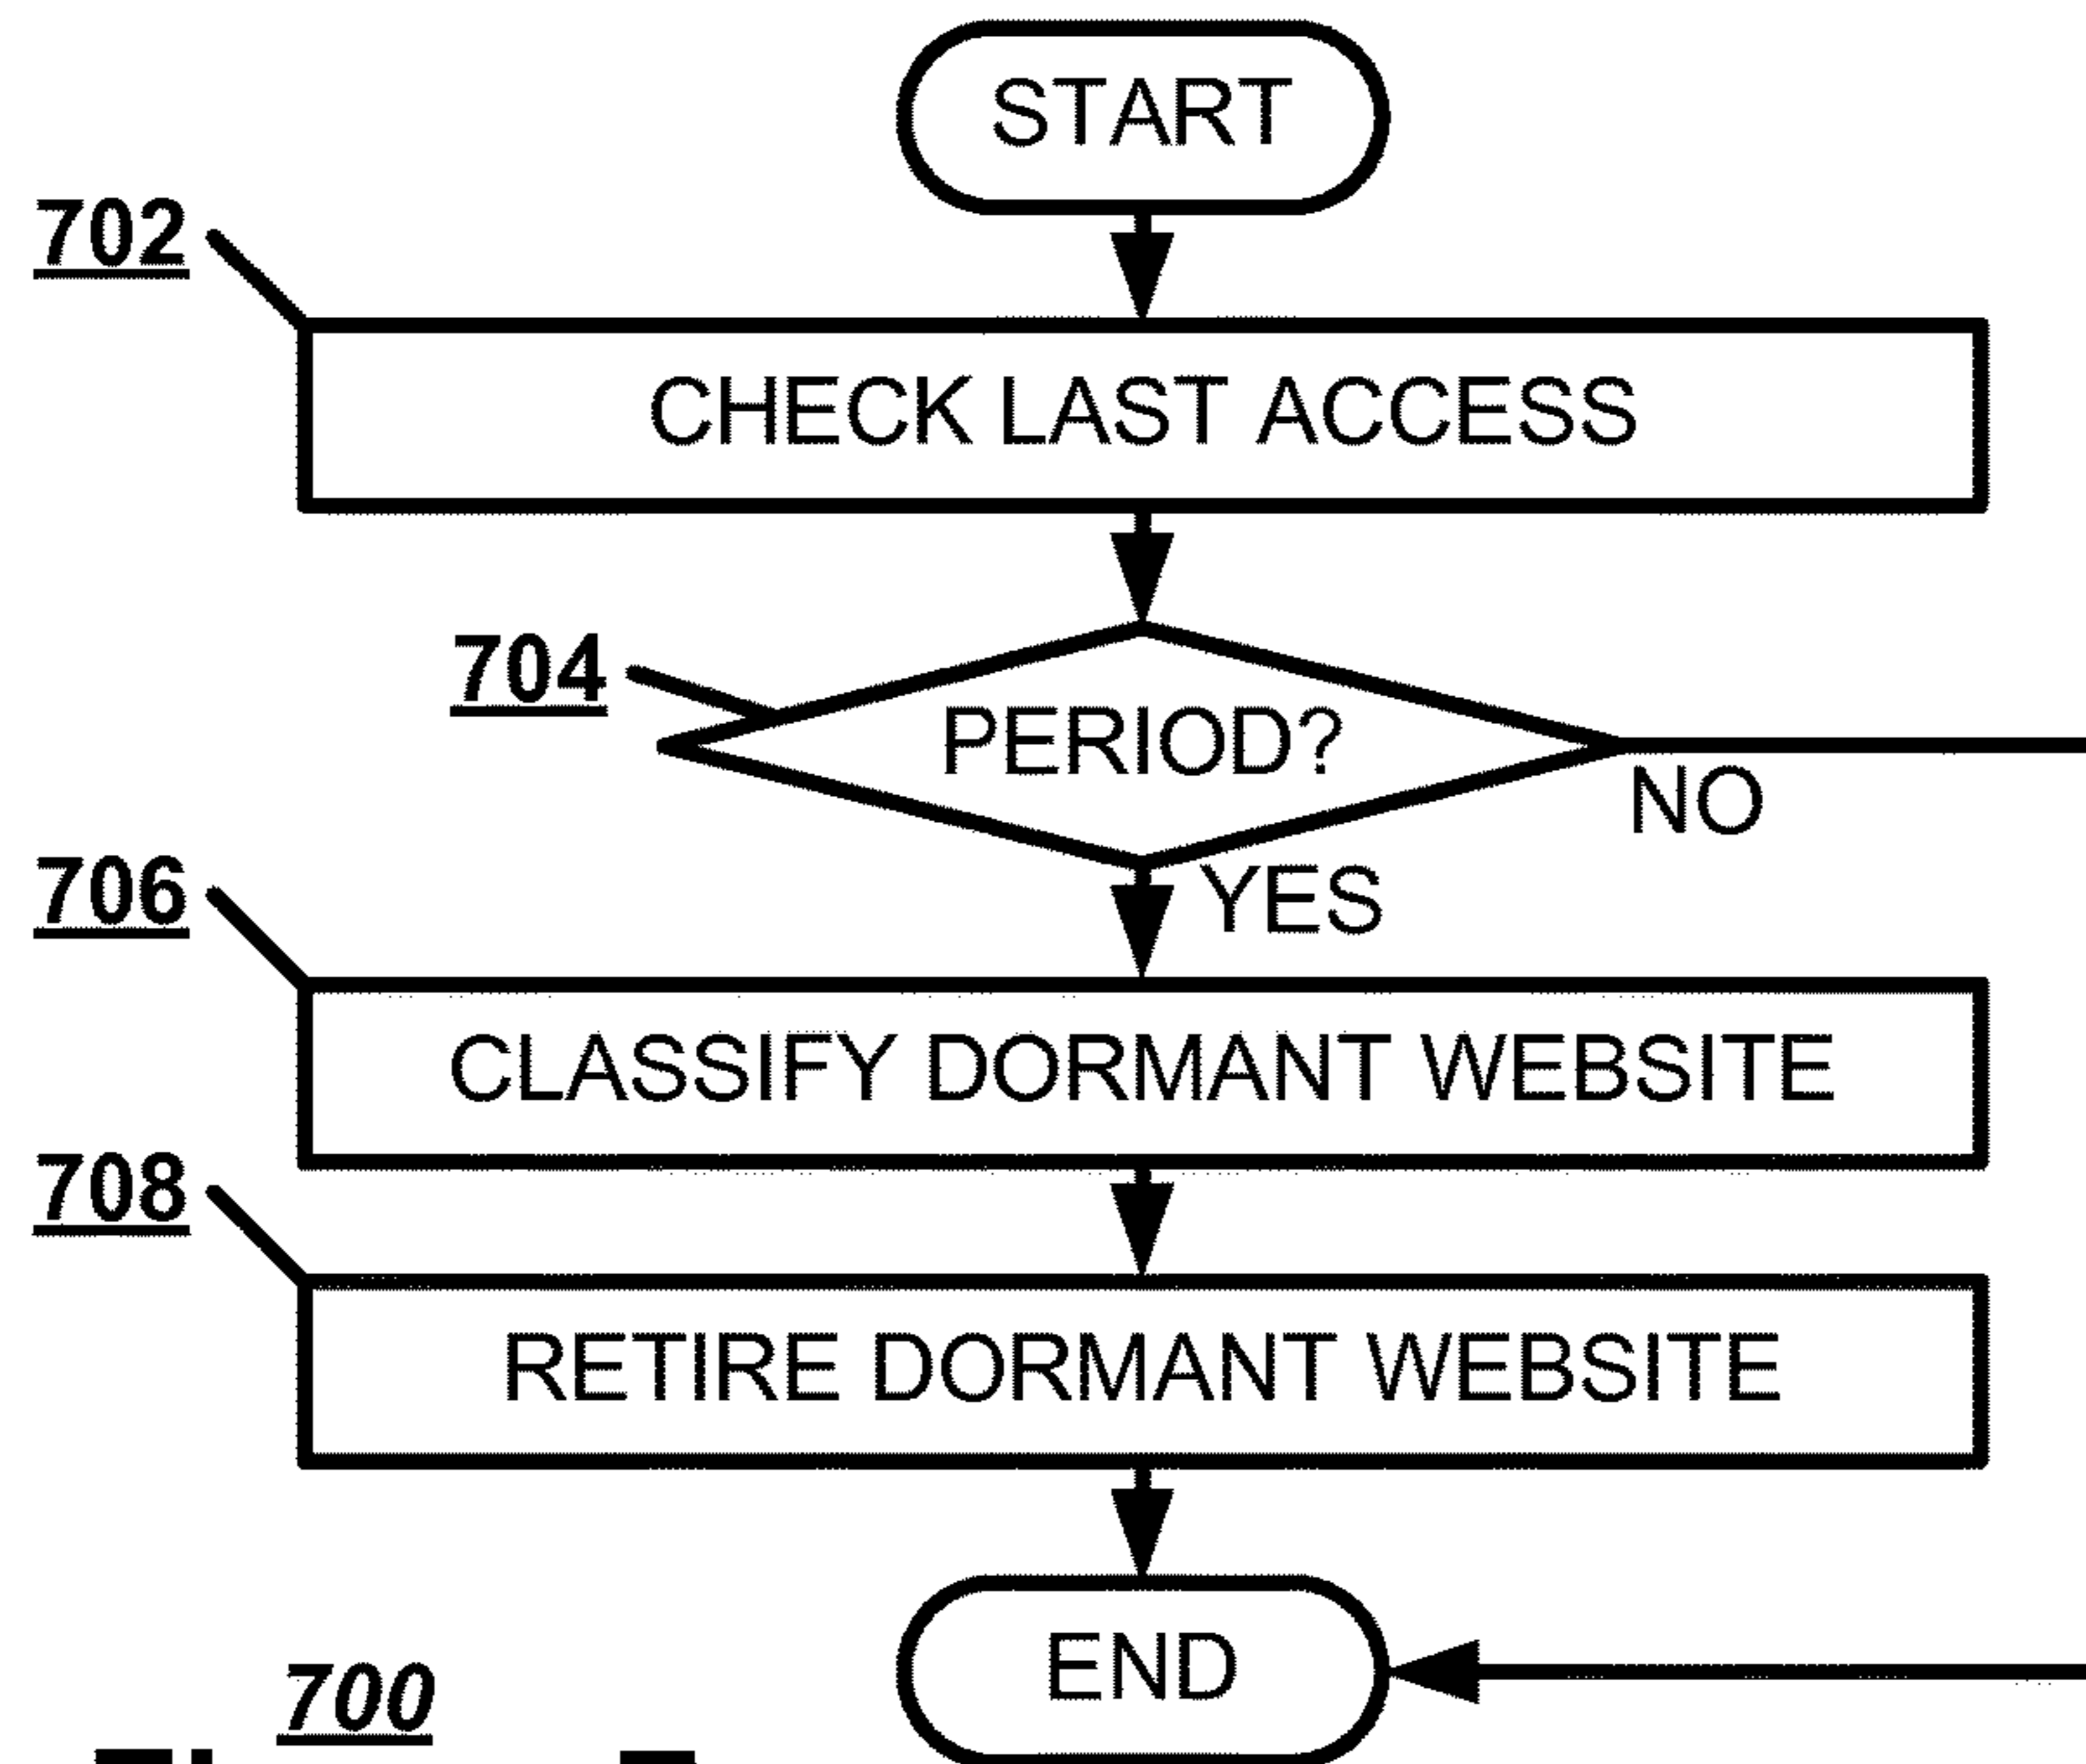 START
702
CHECK LAST ACCESS
704
PERIOD?
NO
YES
706
CLASSIFY DORMANT WEBSITE
708
RETIRE DORMANT WEBSITE
END
700